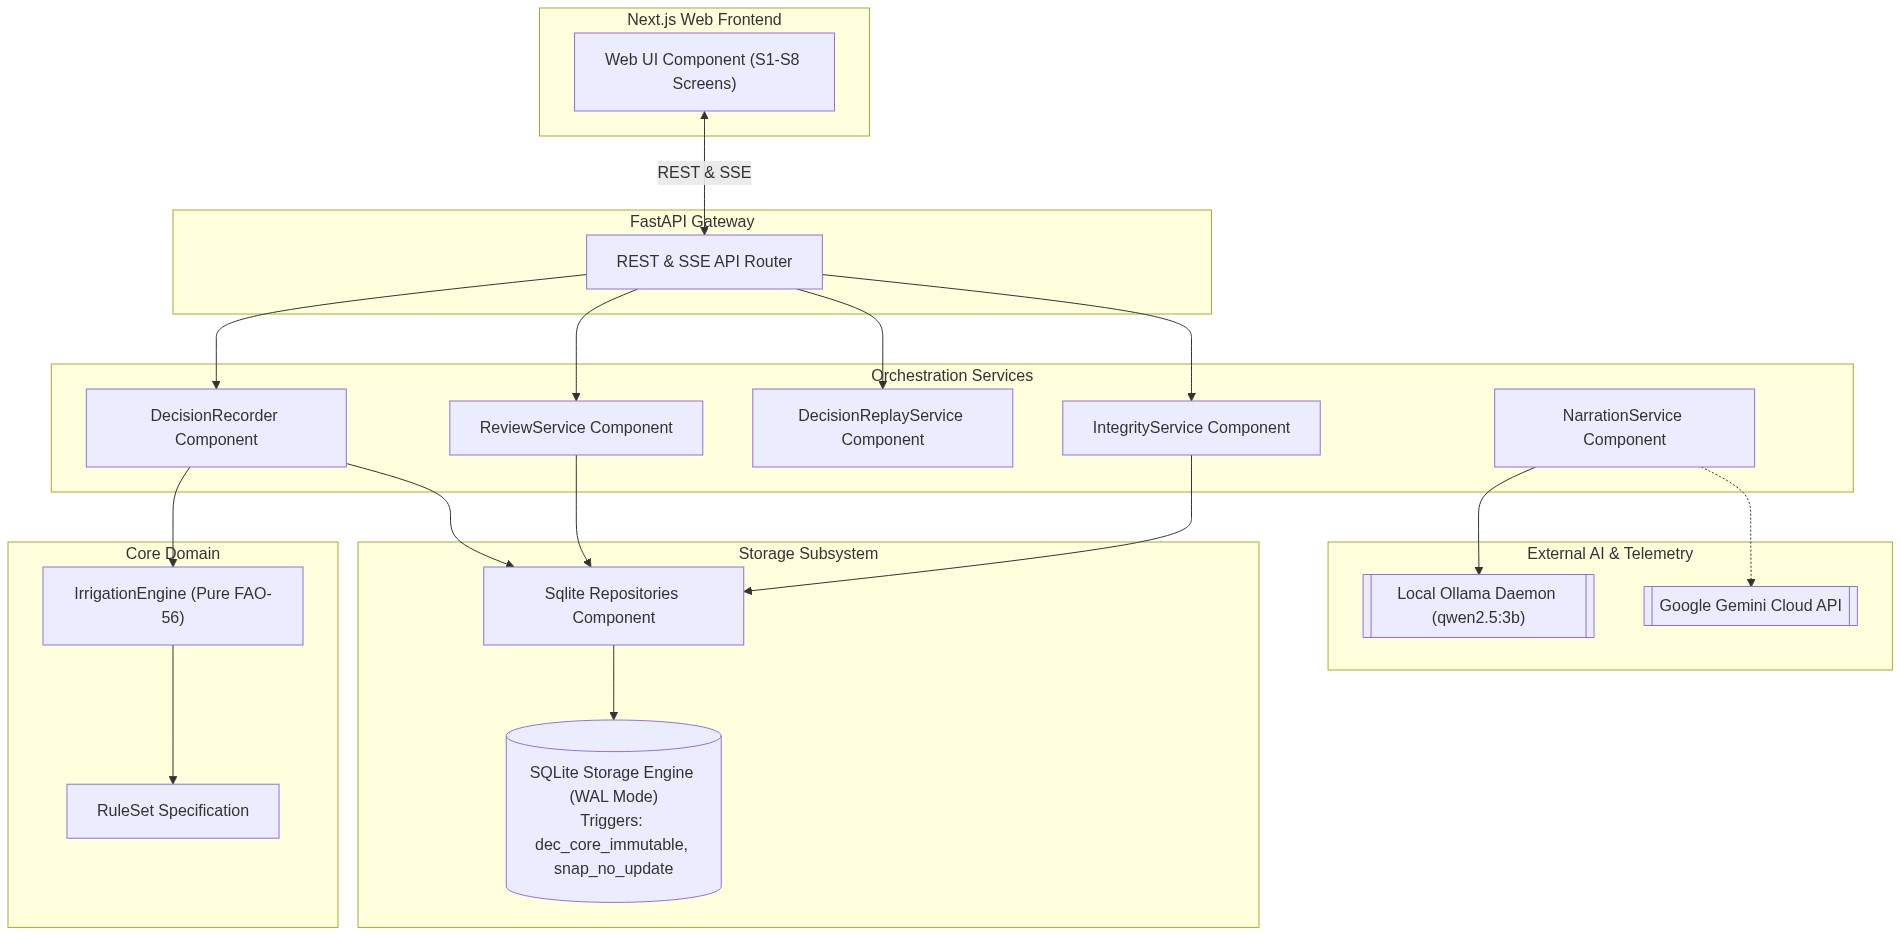 Next.js Web Frontend
Web UI Component (S1-S8
Screens)
REST & SSE
FastAPI Gateway
REST & SSE API Router
Orchestration Services
DecisionRecorder
Component
ReviewService Component
DecisionReplayService
Component
IntegrityService Component
NarrationService
Component
Core Domain
IrrigationEngine (Pure FAO-
56)
RuleSet Specification
Storage Subsystem
Sqlite Repositories
Component
SQLite Storage Engine
(WAL Mode)
Triggers:
dec_core_immutable,
snap_no_update
External AI & Telemetry
Local Ollama Daemon
(qwen2.5:3b)
Google Gemini Cloud API